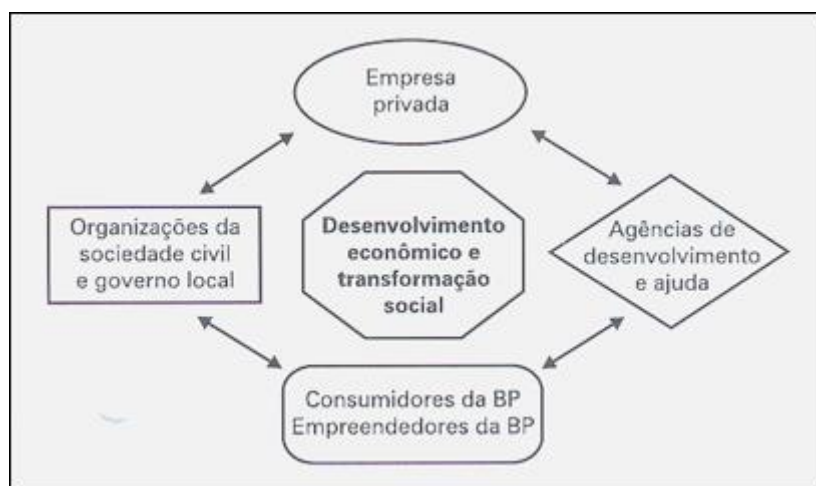 Empresa
privada
Organizações da
sociedade civil
e governo local
Desenvolvimento
econômico e
transformação
social
Agências de
desenvolvimento
e ajuda
Consumidores da BP
Empreendedores da BP